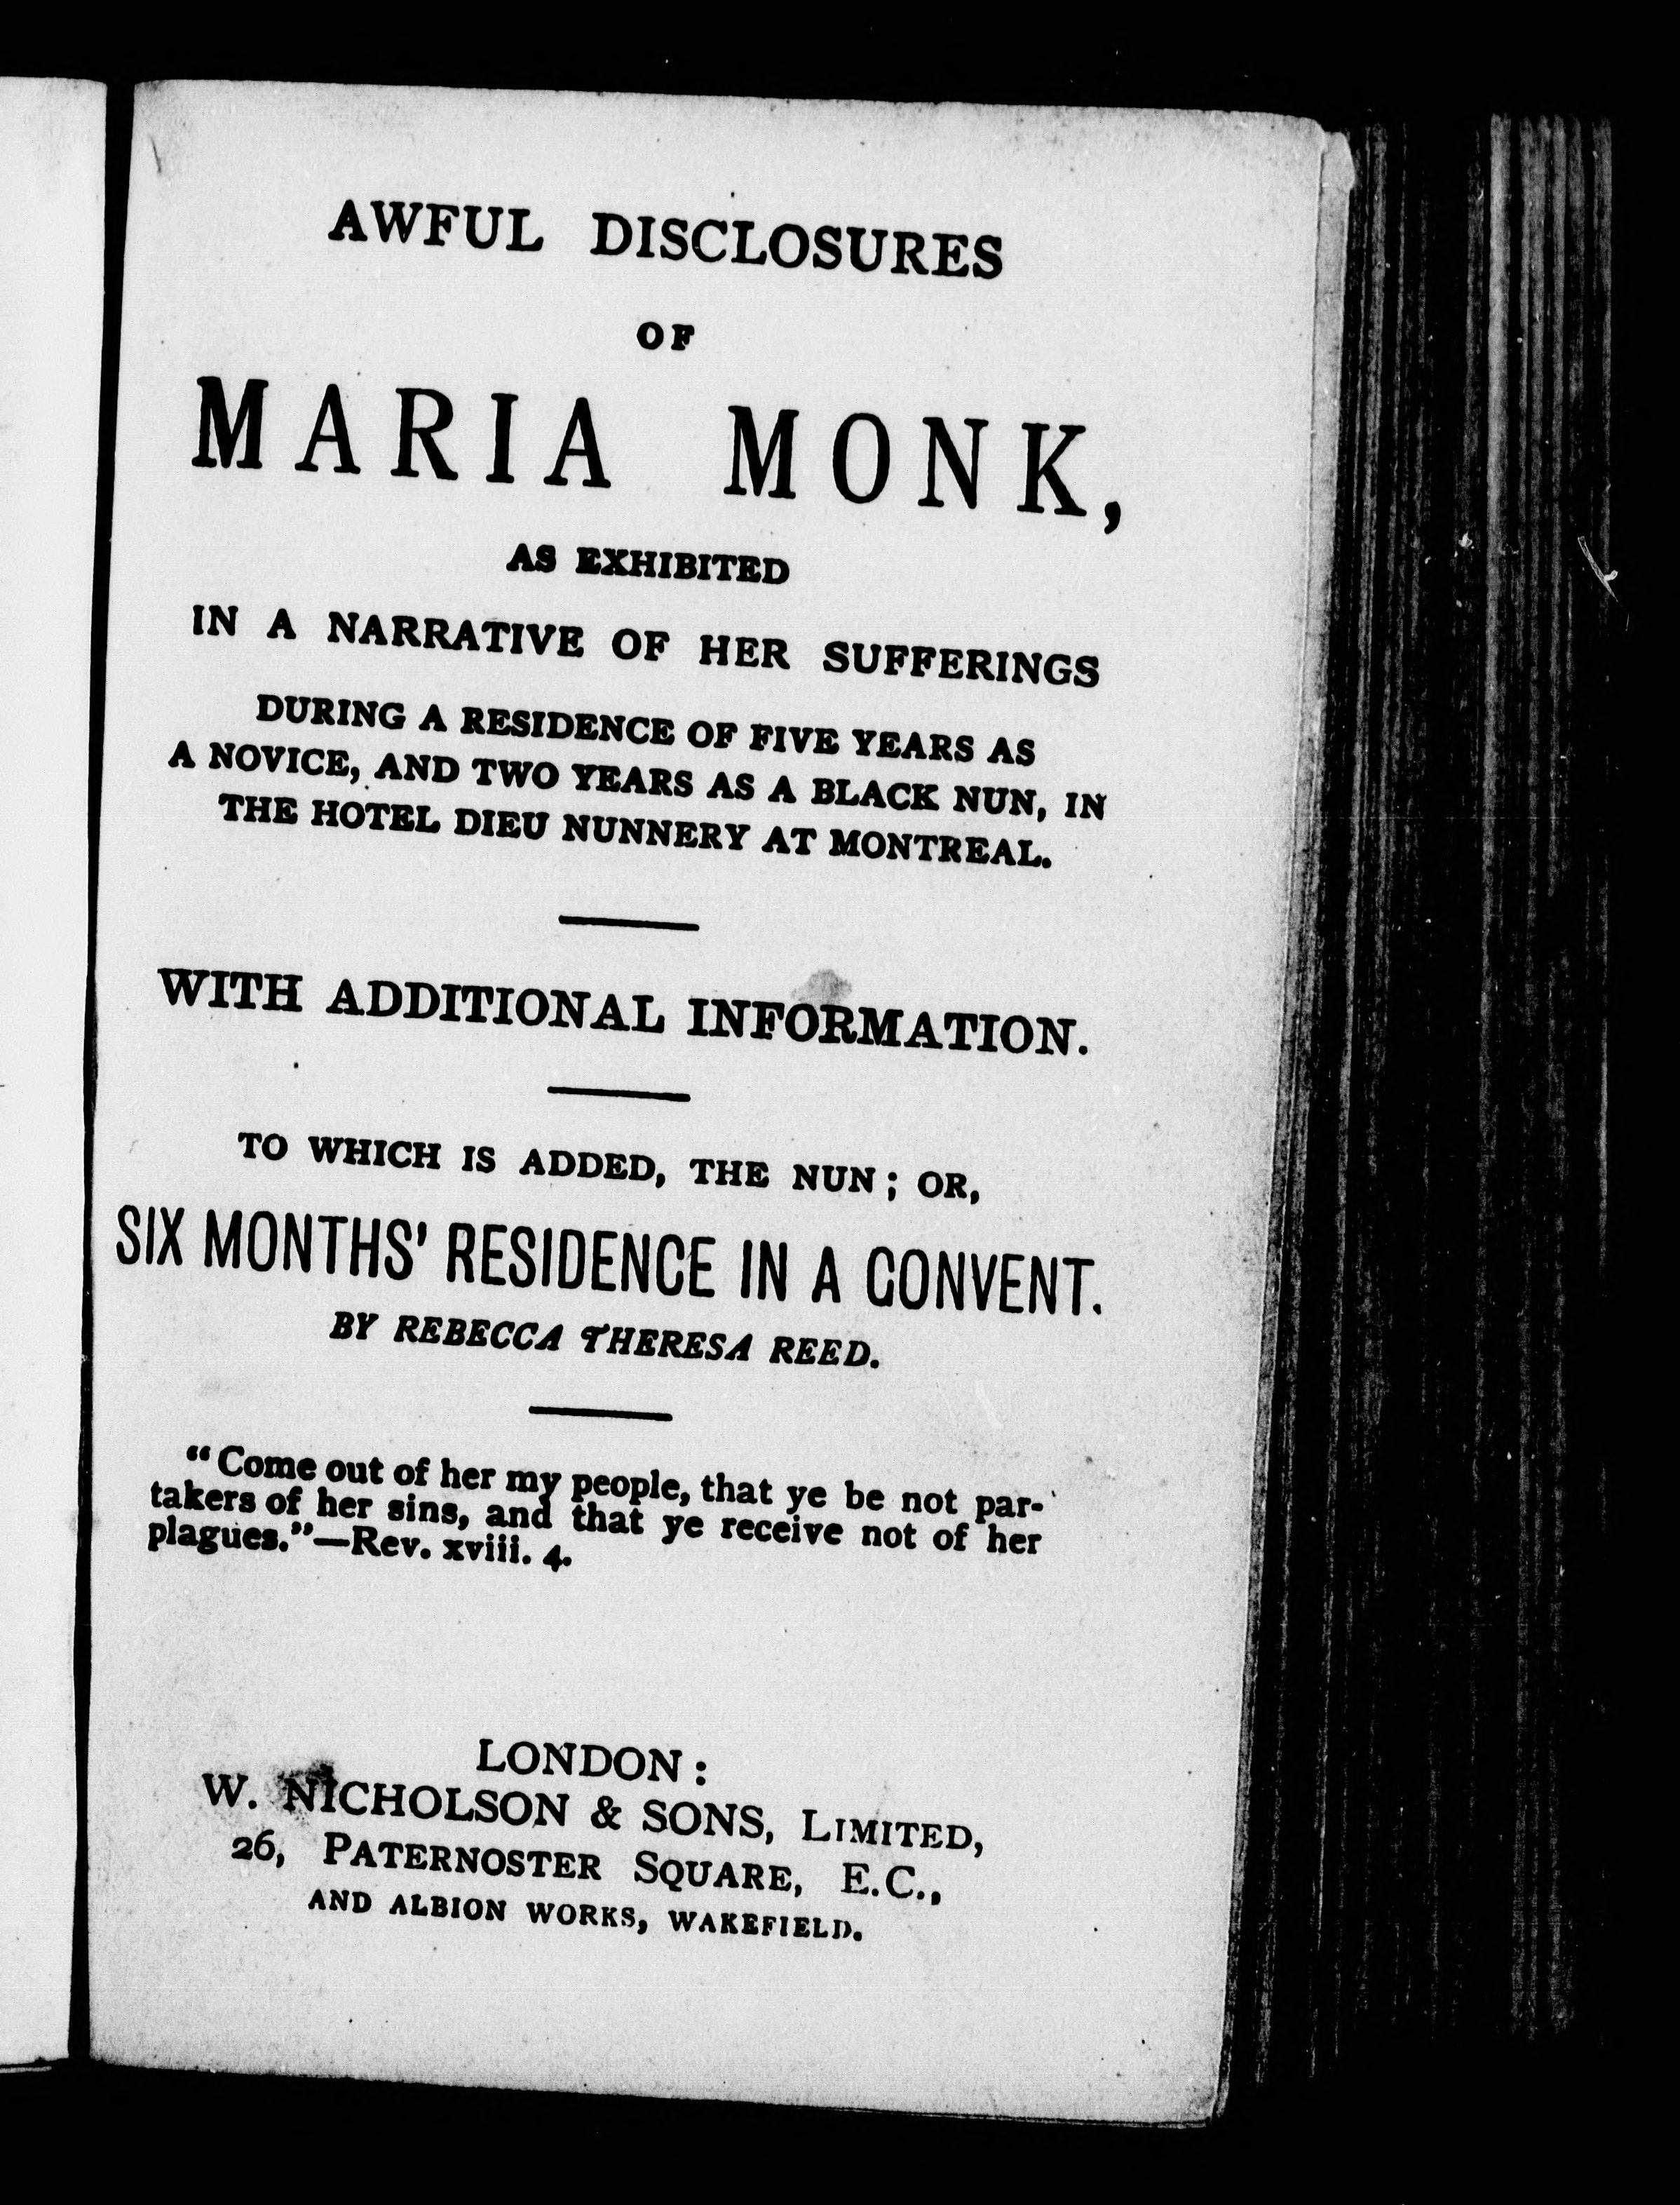 AWFUL DISCLOSURES
OF
MARIA MONK,
AS EXHIBITED
IN A NARRATIVE OF HER SUFFERINGS
DURING A RESIDENCE OF FIVE YEARS AS
A NOVICE, AND TWO YEARS AS A BLACK NUN, IN
THE HOTEL DIEU NUNNERY AT MONTREAL.
WITH ADDITIONAL INFORMATION.
TO WHICH IS ADDED, THE NUN; OR,
SIX MONTHS' RESIDENCE IN A CONVENT.
BY REBECCA THERESA REED.
"Come out of her my people, that ye be not par-
takers of her sins, and that ye receive not of her
plagues."—Rev. xviii. 4.
LONDON:
W. NICHOLSON & SONS, LIMITED,
26, PATERNOSTER SQUARE, E.C.,
AND ALBION WORKS, WAKEFIELD.